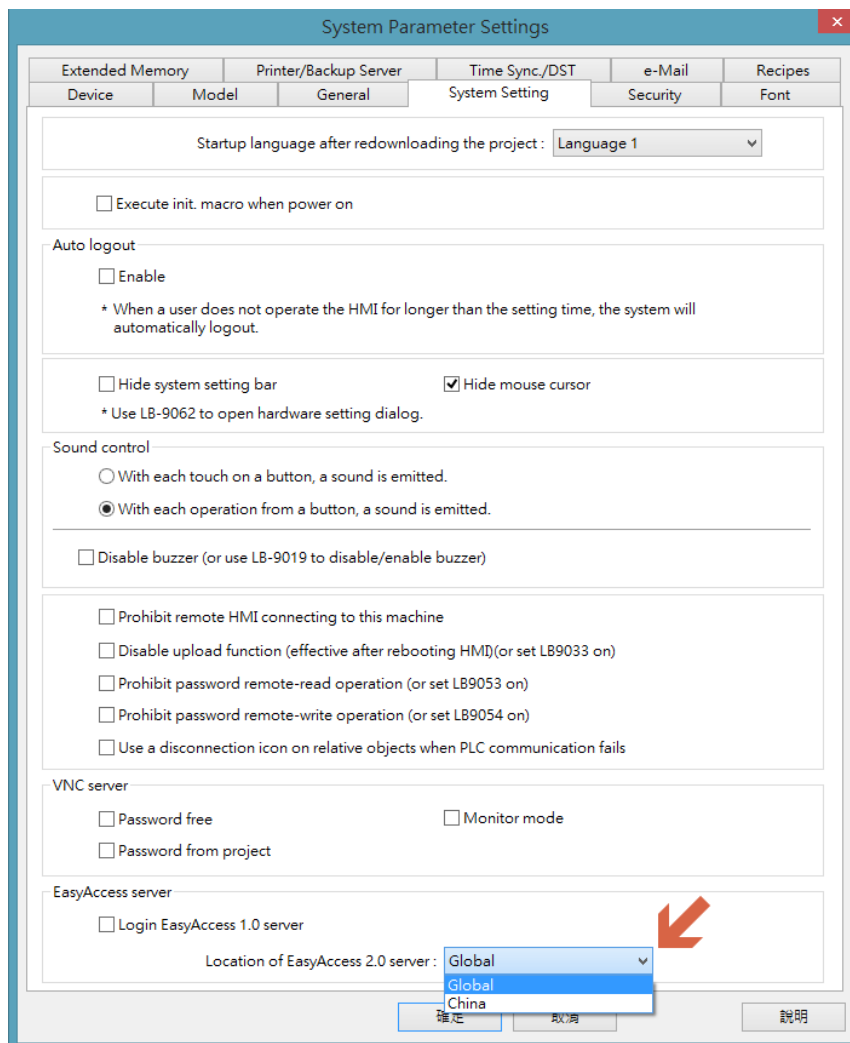 System Parameter Settings
Extended Memory Printer/Backup Server Time Sync./DST e-Mail Recipes
Device Model General System Setting Security Font
Startup language after redownloading the project : Language 1
Execute init. macro when power on
Auto logout
Enable
* When a user does not operate the HMI for longer than the setting time, the system will
automatically logout.
Hide system setting bar Hide mouse cursor
* Use LB-9062 to open hardware setting dialog.
Sound control
With each touch on a button, a sound is emitted.
With each operation from a button, a sound is emitted.
Disable buzzer (or use LB-9019 to disable/enable buzzer)
Prohibit remote HMI connecting to this machine
Disable upload function (effective after rebooting HMI)(or set LB9033 on)
Prohibit password remote-read operation (or set LB9053 on)
Prohibit password remote-write operation (or set LB9054 on)
Use a disconnection icon on relative objects when PLC communication fails
VNC server
Password free Monitor mode
Password from project
EasyAccess server
Login EasyAccess 1.0 server
Location of EasyAccess 2.0 server : Global
Global
China
確定 取消 說明